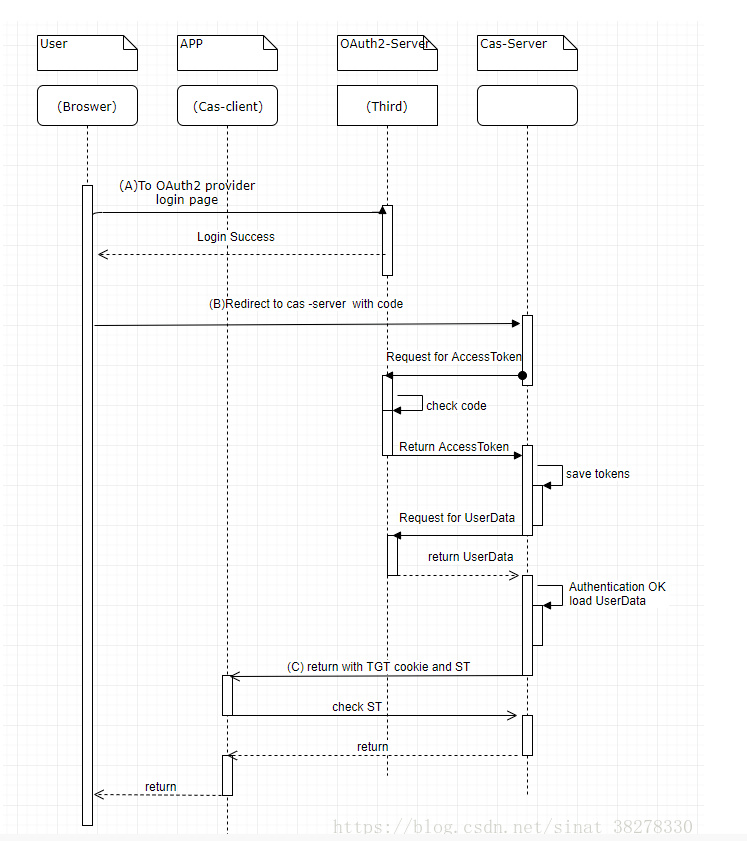 User
APP
OAuth2-Server
Cas-Server
(Broswer)
(Cas-client)
(Third)
(A)To OAuth2 provider
login page
Login Success
(B)Redirect to cas -server with code
Request for AccessToken
check code
Return AccessToken
save tokens
Request for UserData
return UserData
Authentication OK
load UserData
(C) return with TGT cookie and ST
check ST
return
return
https://blog.csdn.net/sinat_38278330